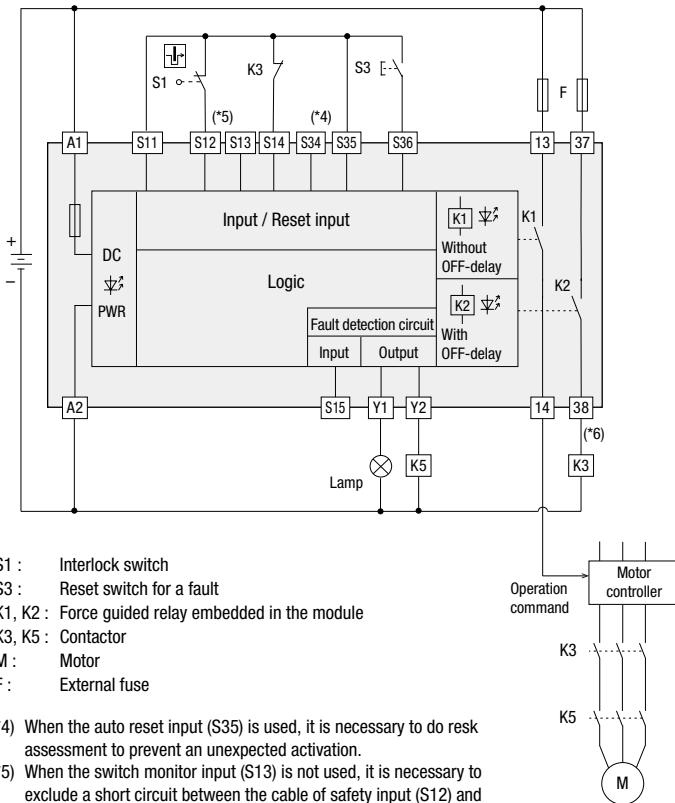 S1
(*5)
K3
(*4)
S3
F
A1
S11
S12
S13
S14
S34
S35
S36
13
37
+
−
DC
PWR
Input / Reset input
Logic
K1
Without
OFF-delay
K2
With
OFF-delay
Fault detection circuit
Input
Output
K1
K2
A2
S15
Y1
Y2
14
38
(*6)
Lamp
K5
K3
S1 : Interlock switch
S3 : Reset switch for a fault
K1, K2 : Force guided relay embedded in the module
K3, K5 : Contactor
M : Motor
F : External fuse
Operation
command
Motor
controller
K3
K5
M
*4) When the auto reset input (S35) is used, it is necessary to do resk
assessment to prevent an unexpected activation.
*5) When the switch monitor input (S13) is not used, it is necessary to
exclude a short circuit between the cable of safety input (S12) and